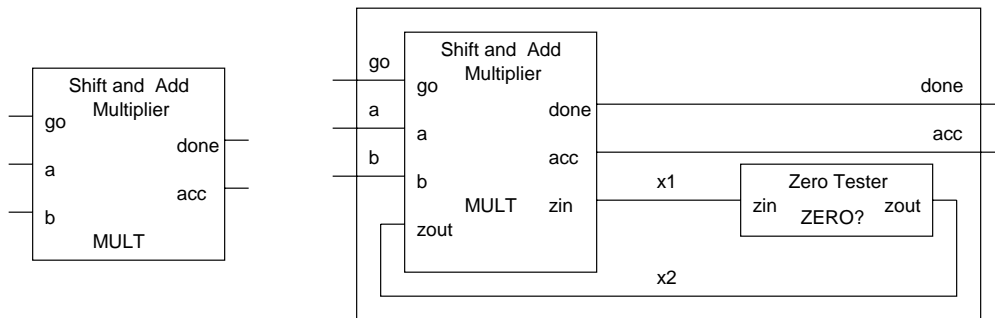 Shift and Add
Multiplier
go
done
a
acc
b
MULT
go
a
b
Shift and Add
Multiplier
go
done
a
acc
b
MULT zin
zout
done
acc
x1
Zero Tester
zin zout
ZERO?
x2